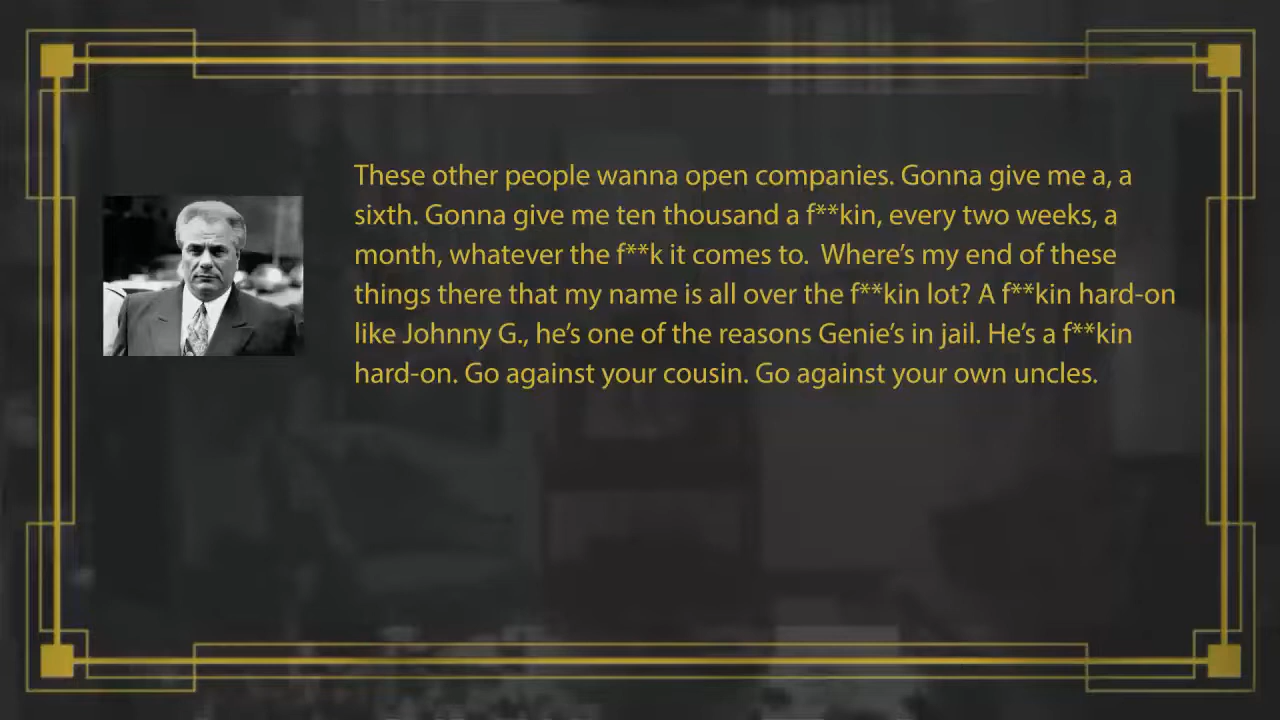 These other people wanna open companies. Gonna give me a, a
sixth. Gonna give me ten thousand a f**kin, every two weeks, a
month, whatever the f**k it comes to.  Where’s my end of these
things there that my name is all over the f**kin lot? A f**kin hard-on
like Johnny G., he’s one of the reasons Genie’s in jail. He’s a f**kin
hard-on. Go against your cousin. Go against your own uncles.